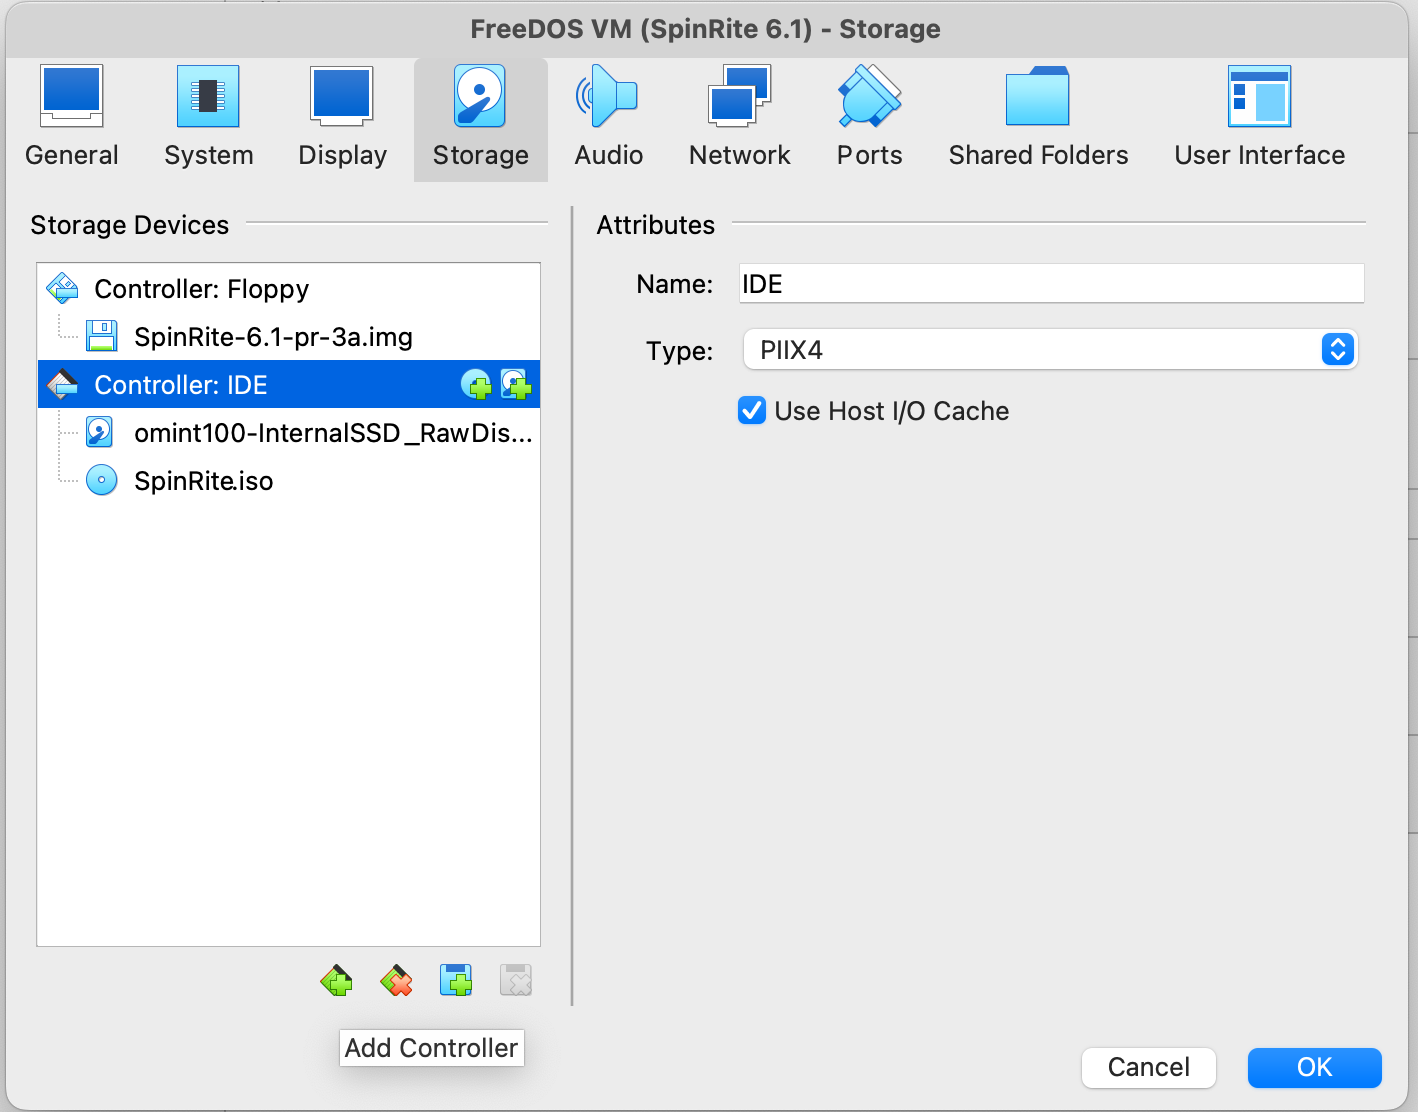 FreeDOS VM (SpinRite 6.1) - Storage
General System Display Storage Audio Network Ports Shared Folders User Interface
Storage Devices
Controller: Floppy
SpinRite-6.1-pr-3a.img
Controller: IDE
omint100-InternalSSD_RawDis...
SpinRite.iso
Attributes
Name: IDE
Type: PIIX4
Use Host I/O Cache
Add Controller
Cancel OK